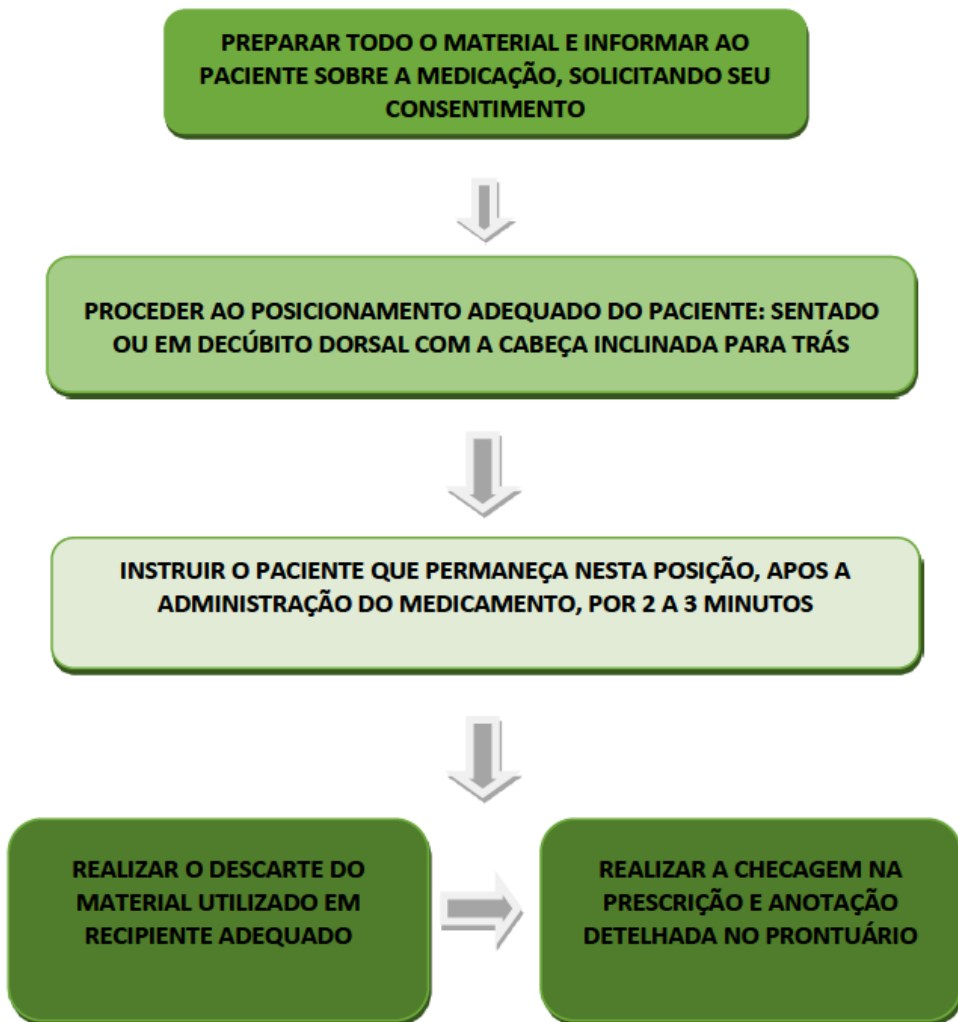 PREPARAR TODO O MATERIAL E INFORMAR AO
PACIENTE SOBRE A MEDICAÇÃO, SOLICITANDO SEU
CONSENTIMENTO
PROCEDER AO POSICIONAMENTO ADEQUADO DO PACIENTE: SENTADO
OU EM DECÚBITO DORSAL COM A CABEÇA INCLINADA PARA TRÁS
INSTRUIR O PACIENTE QUE PERMANEÇA NESTA POSIÇÃO, APOS A
ADMINISTRAÇÃO DO MEDICAMENTO, POR 2 A 3 MINUTOS
REALIZAR O DESCARTE DO
MATERIAL UTILIZADO EM
RECIPIENTE ADEQUADO
REALIZAR A CHECAGEM NA
PRESCRIÇÃO E ANOTAÇÃO
DETELHADA NO PRONTUÁRIO